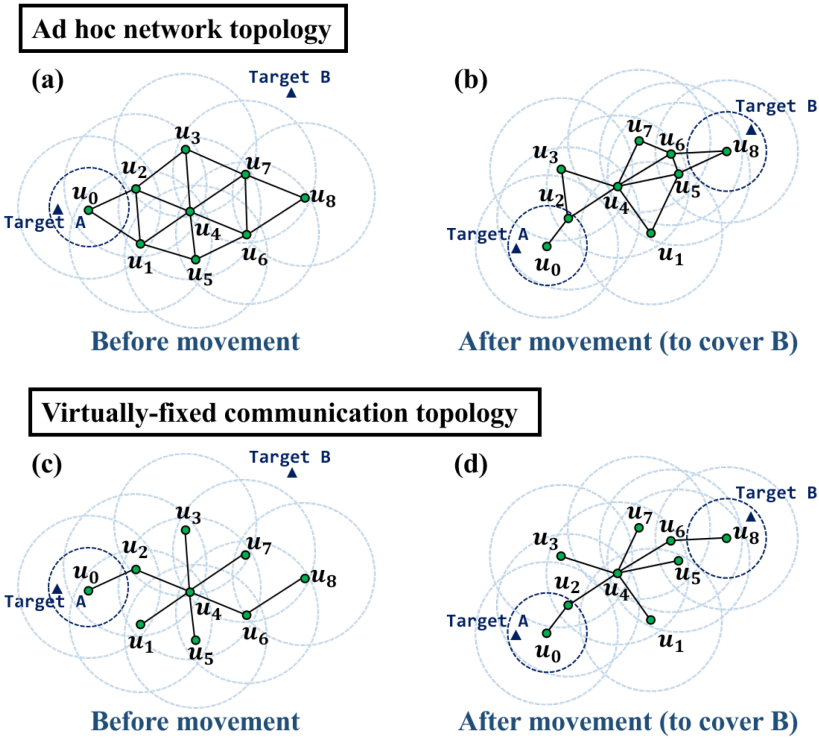 Ad hoc network topology
(a)
Target B
u3
u2
u7
u0
u8
Target A
u4
u1
u5
u6
Before movement
(b)
Target B
u7
u6
u8
u3
u5
u2
u4
Target A
u0
u1
After movement (to cover B)
Virtually-fixed communication topology
(c)
Target B
u3
u2
u7
u0
u8
Target A
u4
u1
u5
u6
Before movement
(d)
Target B
u7
u6
u8
u3
u5
u2
u4
Target A
u0
u1
After movement (to cover B)